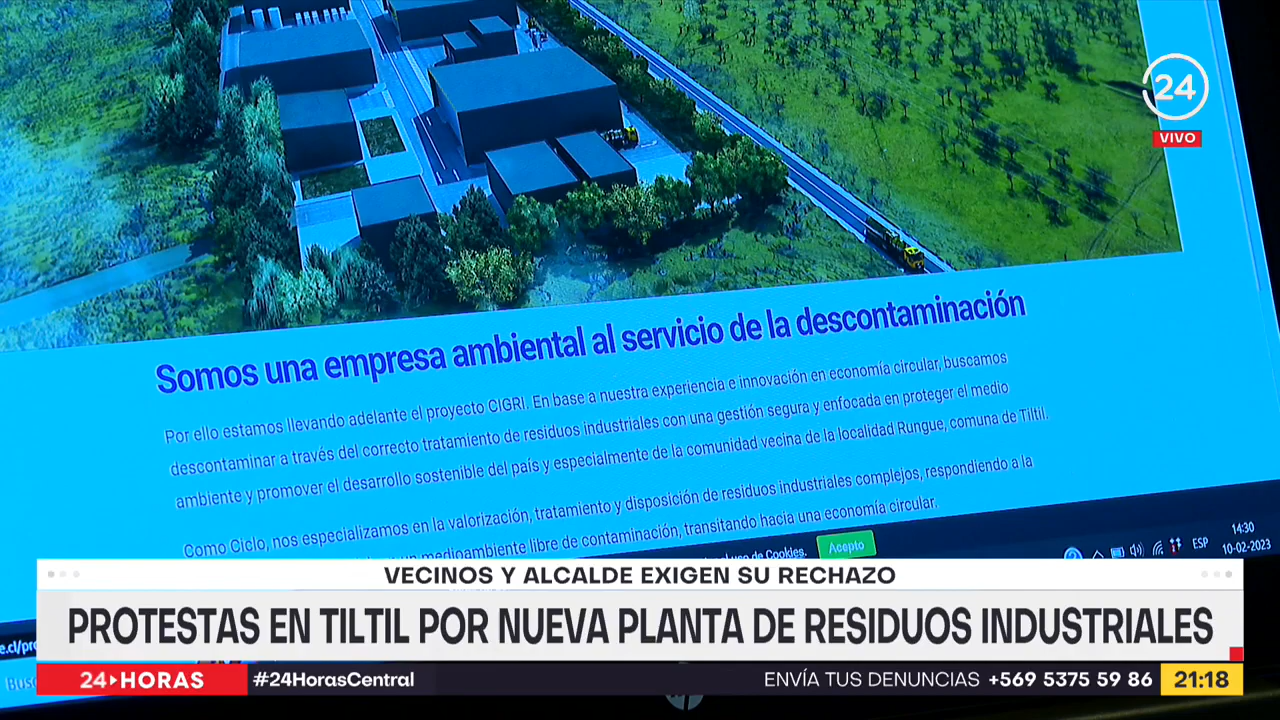 24
VIVO
Somos una empresa ambiental al servicio de la descontaminación
Por ello estamos llevando adelante el proyecto CIGRI. En base a nuestra experiencia e innovación en economía circular, buscamos
descontaminar a través del correcto tratamiento de residuos industriales con una gestión segura y enfocada en proteger el medio
ambiente y promover el desarrollo sostenible del país y especialmente de la comunidad vecina de la localidad Rungue, comuna de Tiltil.
Como Ciclo, nos especializamos en la valorización, tratamiento y disposición de residuos industriales complejos, respondiendo a la
un medioambiente libre de contaminación, transitando hacia una economía circular.
uso de Cookies.
Acepto
ESP
14:30
10-02-2023
VECINOS Y ALCALDE EXIGEN SU RECHAZO
PROTESTAS EN TILTIL POR NUEVA PLANTA DE RESIDUOS INDUSTRIALES
24 HORAS
#24HorasCentral
ENVÍA TUS DENUNCIAS +569 5375 59 86
21:18